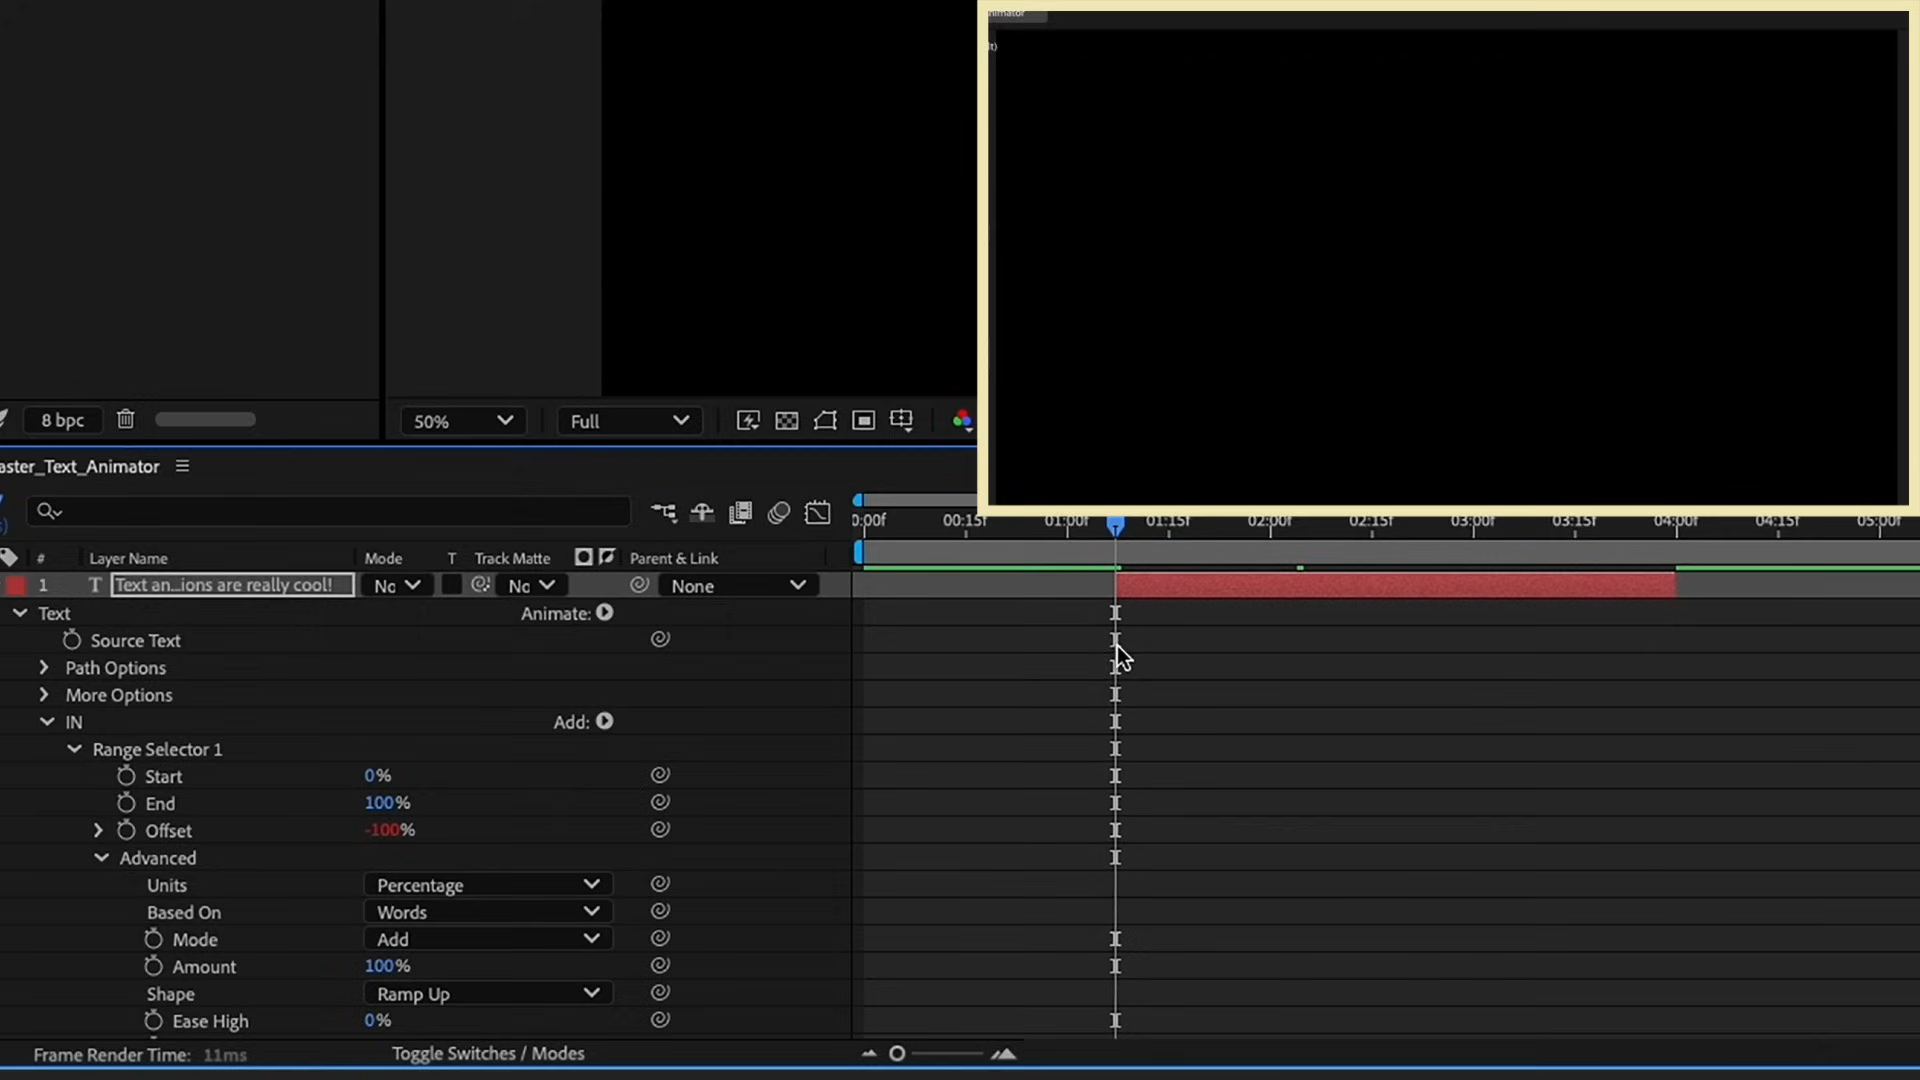 8 bpc
50%
Full
aster_Text_Animator
0:00f 00:15f 01:00f 01:15f 02:00f 02:15f 03:00f 03:15f 04:00f 04:15f 05:00f
# Layer Name Mode T Track Matte Parent & Link
1 T Text an...ions are really cool! Nc Nc None
Text Animate:
Source Text
Path Options
More Options
IN Add:
Range Selector 1
Start 0%
End 100%
Offset -100%
Advanced
Units Percentage
Based On Words
Mode Add
Amount 100%
Shape Ramp Up
Ease High 0%
Frame Render Time: 11ms Toggle Switches / Modes